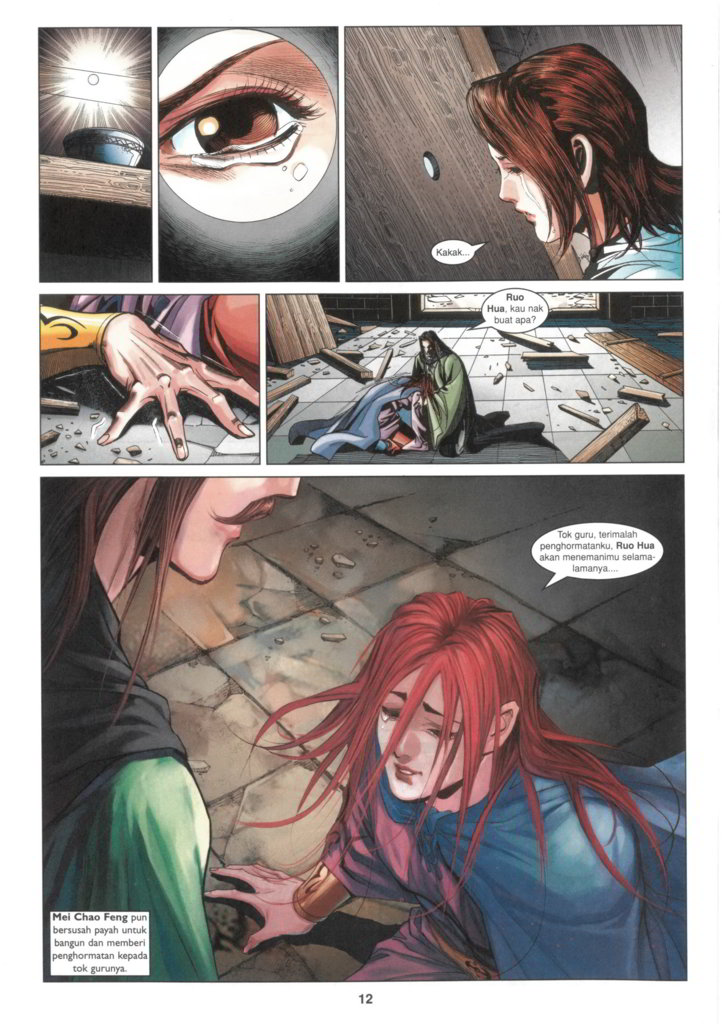 Kakak...
Ruo
Hua, kau nak
buat apa?
Tok guru, terimalah
penghormatanku, Ruo Hua
akan menemanimu selama-
lamanya....
Mei Chao Feng pun
bersusah payah untuk
bangun dan memberi
penghormatan kepada
tok gurunya.
12